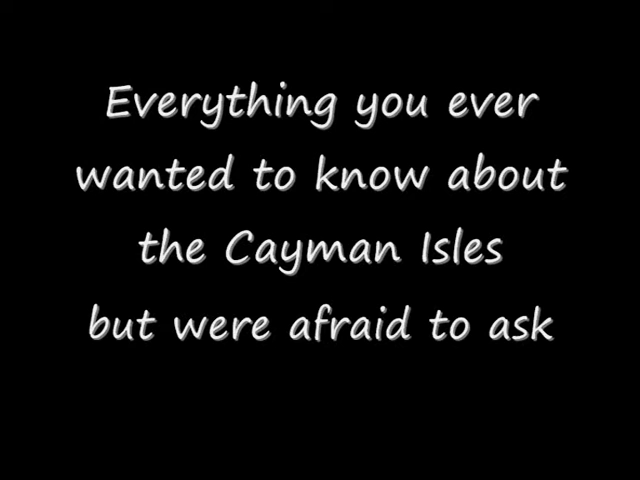 Everything you ever
wanted to know about
the Cayman Isles
but were afraid to ask